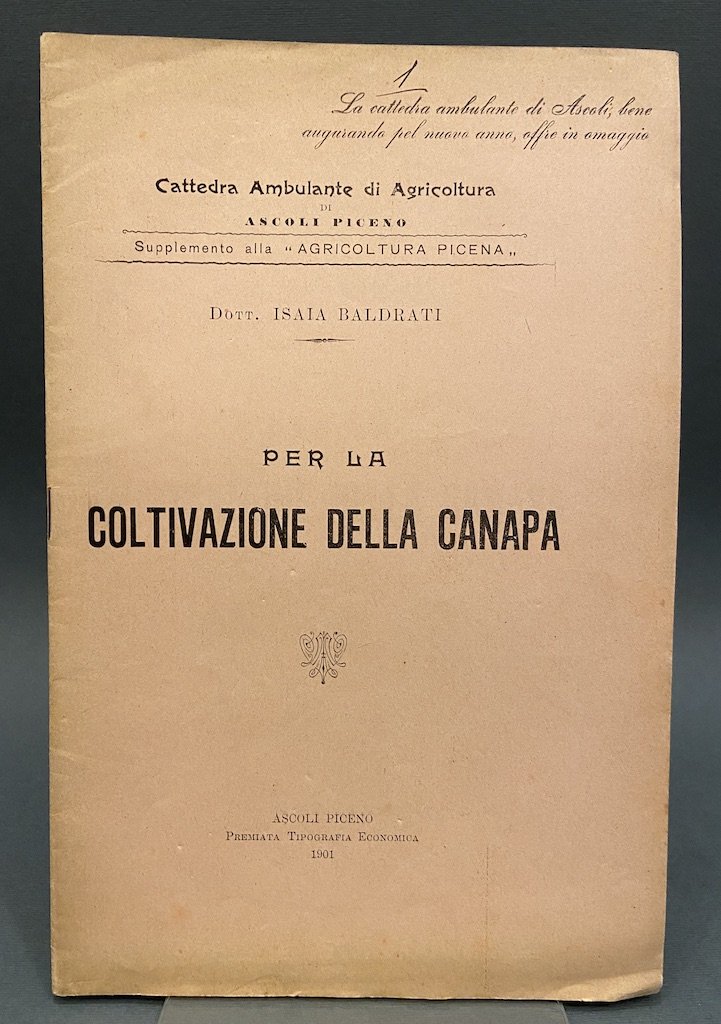 1
La cattedra ambulante di Ascoli, bene
augurando pel nuovo anno, offre in omaggio
Cattedra Ambulante di Agricoltura
DI
ASCOLI PICENO
Supplemento alla “ AGRICOLTURA PICENA „
Dott. ISAIA BALDRATI
PER LA
COLTIVAZIONE DELLA CANAPA
ASCOLI PICENO
Premiata Tipografia Economica
1901